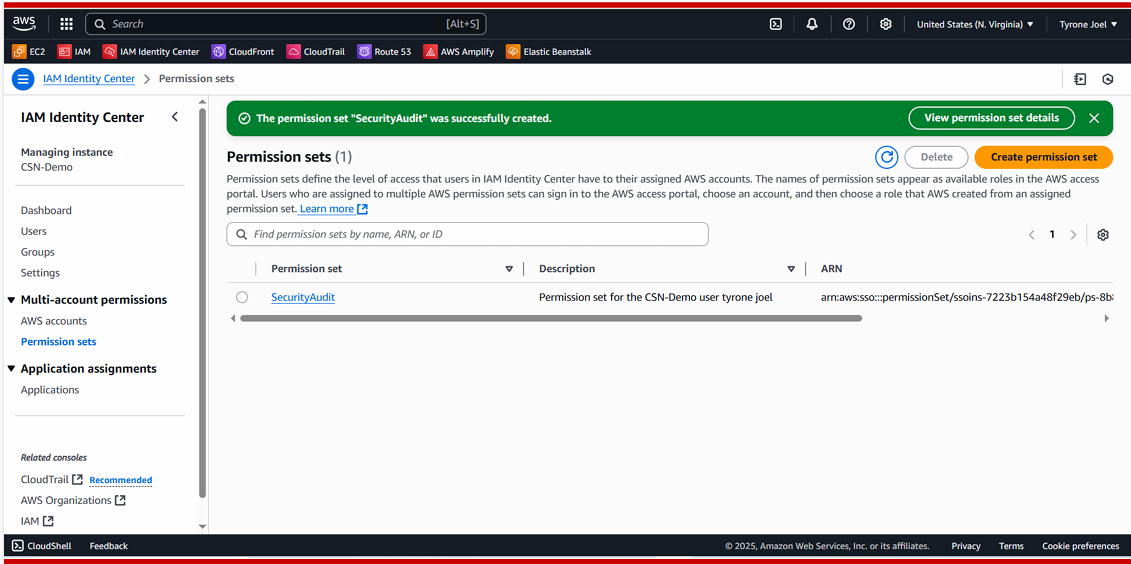 aws
Search [Alt+S]
United States (N. Virginia)
Tyrone Joel
EC2 IAM IAM Identity Center CloudFront CloudTrail Route 53 AWS Amplify Elastic Beanstalk
IAM Identity Center > Permission sets
IAM Identity Center
Managing instance
CSN-Demo
Dashboard
Users
Groups
Settings
Multi-account permissions
AWS accounts
Permission sets
Application assignments
Applications
Related consoles
CloudTrail Recommended
AWS Organizations
IAM
The permission set "SecurityAudit" was successfully created.
View permission set details
Permission sets (1)
Delete
Create permission set
Permission sets define the level of access that users in IAM Identity Center have to their assigned AWS accounts. The names of permission sets appear as available roles in the AWS access
portal. Users who are assigned to multiple AWS permission sets can sign in to the AWS access portal, choose an account, and then choose a role that AWS created from an assigned
permission set. Learn more
Find permission sets by name, ARN, or ID
1
Permission set Description ARN
SecurityAudit Permission set for the CSN-Demo user tyrone joel arn:aws:sso:::permissionSet/ssoins-7223b154a48f29eb/ps-8b8
CloudShell Feedback © 2025, Amazon Web Services, Inc. or its affiliates. Privacy Terms Cookie preferences